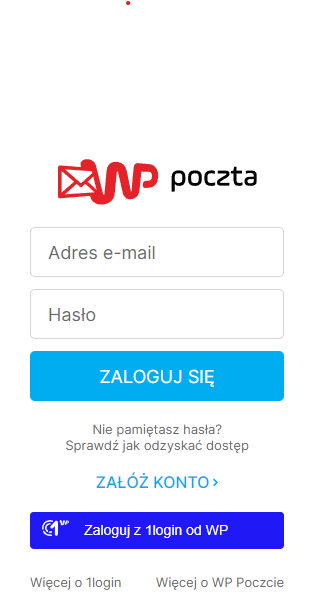 WP poczta
Adres e-mail
Hasło
ZALOGUJ SIĘ
Nie pamiętasz hasła?
Sprawdź jak odzyskać dostęp
ZAŁÓŻ KONTO
1 WP Zaloguj z 1login od WP
Więcej o 1login Więcej o WP Poczcie